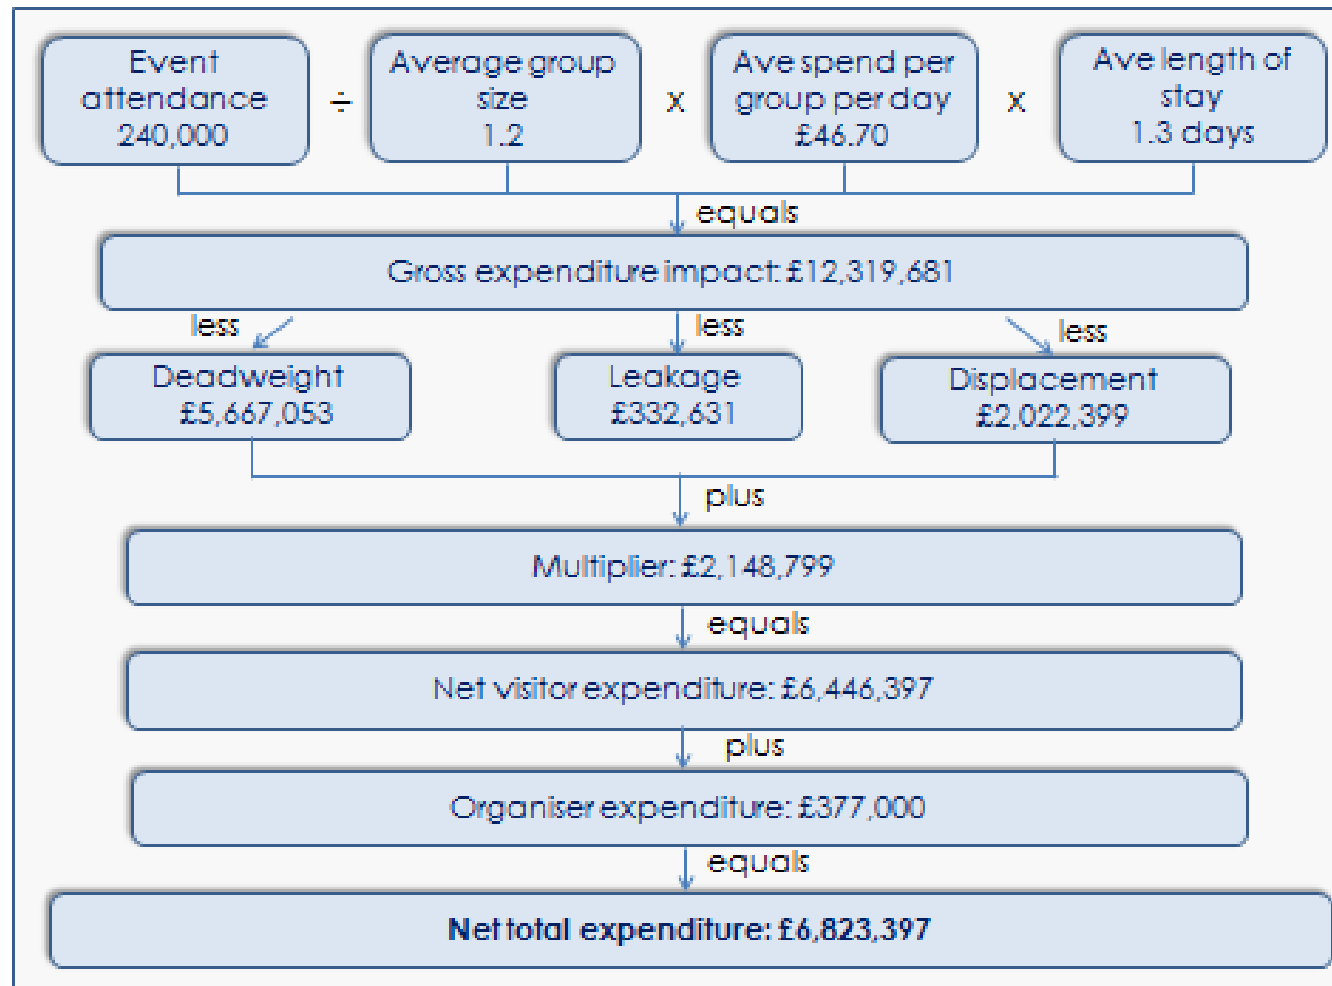 Event
attendance
240,000
÷
Average group
size
1.2
x
Ave spend per
group per day
£46.70
x
Ave length of
stay
1.3 days
equals
Gross expenditure impact: £12,319,681
less
less
less
Deadweight
£5,667,053
Leakage
£332,631
Displacement
£2,022,399
plus
Multiplier: £2,148,799
equals
Net visitor expenditure: £6,446,397
plus
Organiser expenditure: £377,000
equals
Net total expenditure: £6,823,397